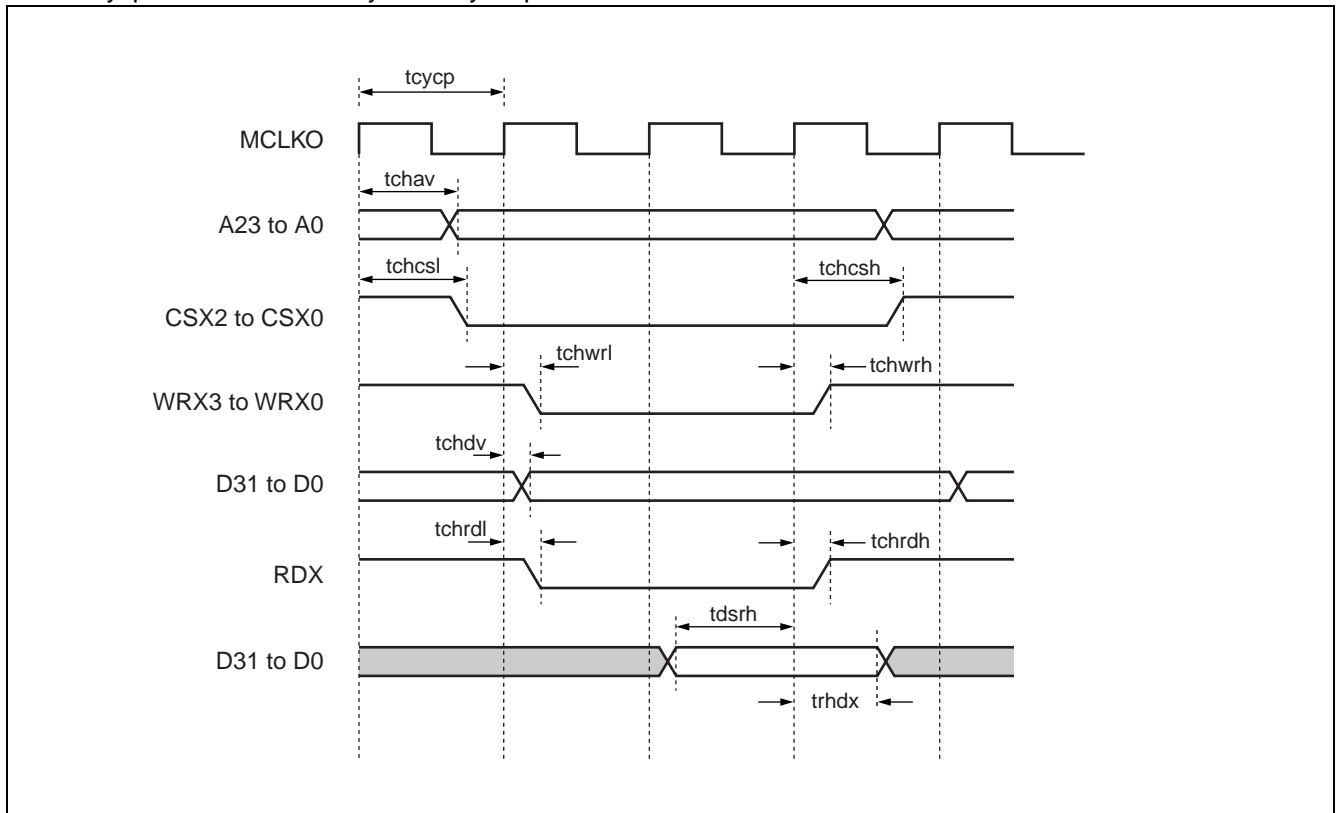 tcycp
MCLKO
tchav
A23 to A0
tchcsl
tchcsh
CSX2 to CSX0
tchwrl
tchwrh
WRX3 to WRX0
tchdv
D31 to D0
tchrdl
tchrdh
RDX
tdsrh
D31 to D0
trhdx